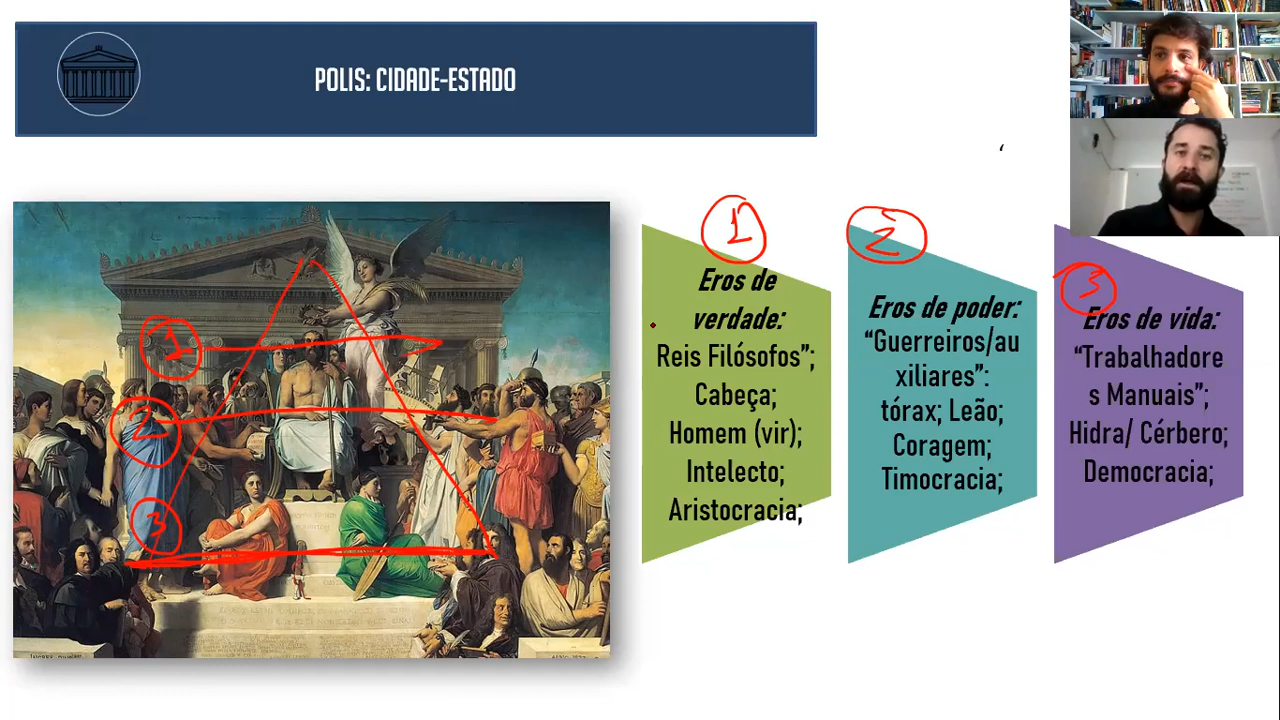 POLIS: CIDADE-ESTADO
1
2
3
1
Eros de
verdade:
Reis Filósofos”;
Cabeça;
Homem (vir);
Intelecto;
Aristocracia;
2
Eros de poder:
“Guerreiros/au
xiliares”:
tórax; Leão;
Coragem;
Timocracia;
3
Eros de vida:
“Trabalhadore
s Manuais”;
Hidra/ Cérbero;
Democracia;